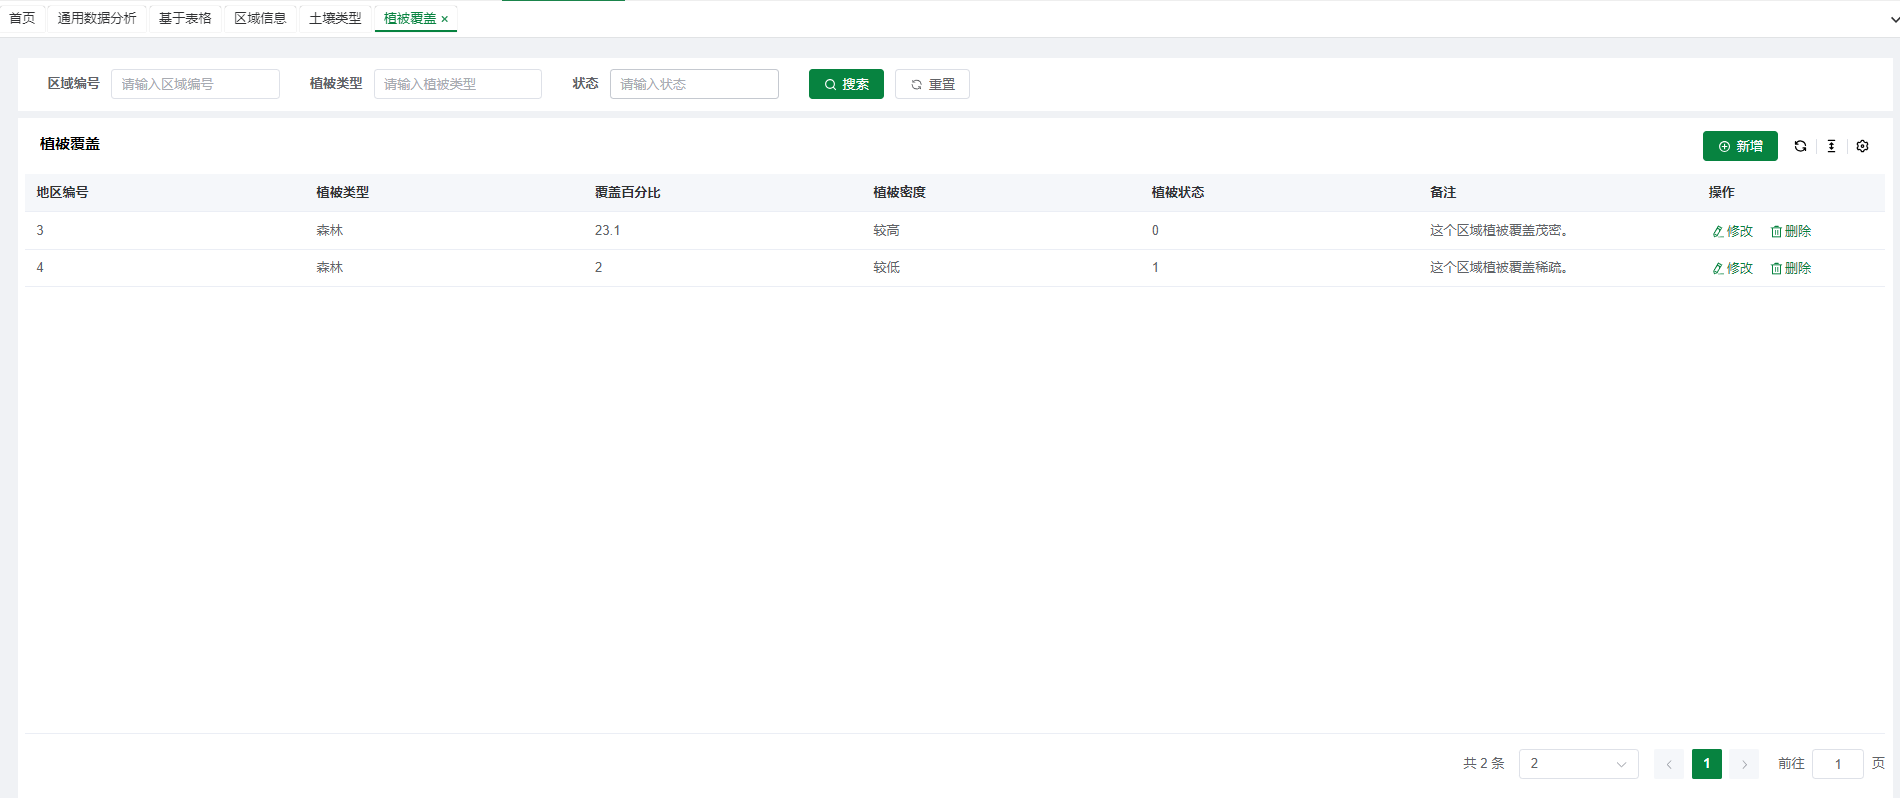 首页 通用数据分析 基于表格 区域信息 土壤类型 植被覆盖 ×
区域编号 请输入区域编号 植被类型 请输入植被类型 状态 请输入状态 搜索 重置
植被覆盖 新增
地区编号 植被类型 覆盖百分比 植被密度 植被状态 备注 操作
3 森林 23.1 较高 0 这个区域植被覆盖茂密。 修改 删除
4 森林 2 较低 1 这个区域植被覆盖稀疏。 修改 删除
共 2 条 2 1 前往 1 页